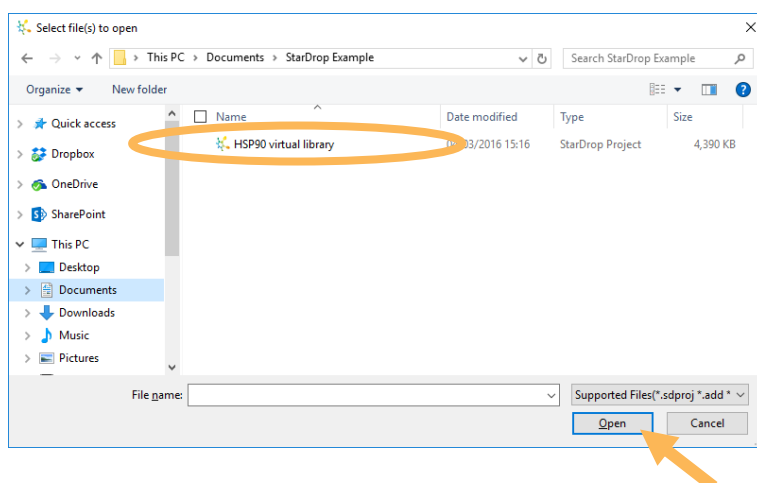 Select file(s) to open
This PC > Documents > StarDrop Example
Search StarDrop Example
Organize New folder
Name Date modified Type Size
Quick access
HSP90 virtual library /03/2016 15:16 StarDrop Project 4,390 KB
Dropbox
OneDrive
SharePoint
This PC
Desktop
Documents
Downloads
Music
Pictures
File name: Supported Files(*.sdproj *.add *
Open Cancel